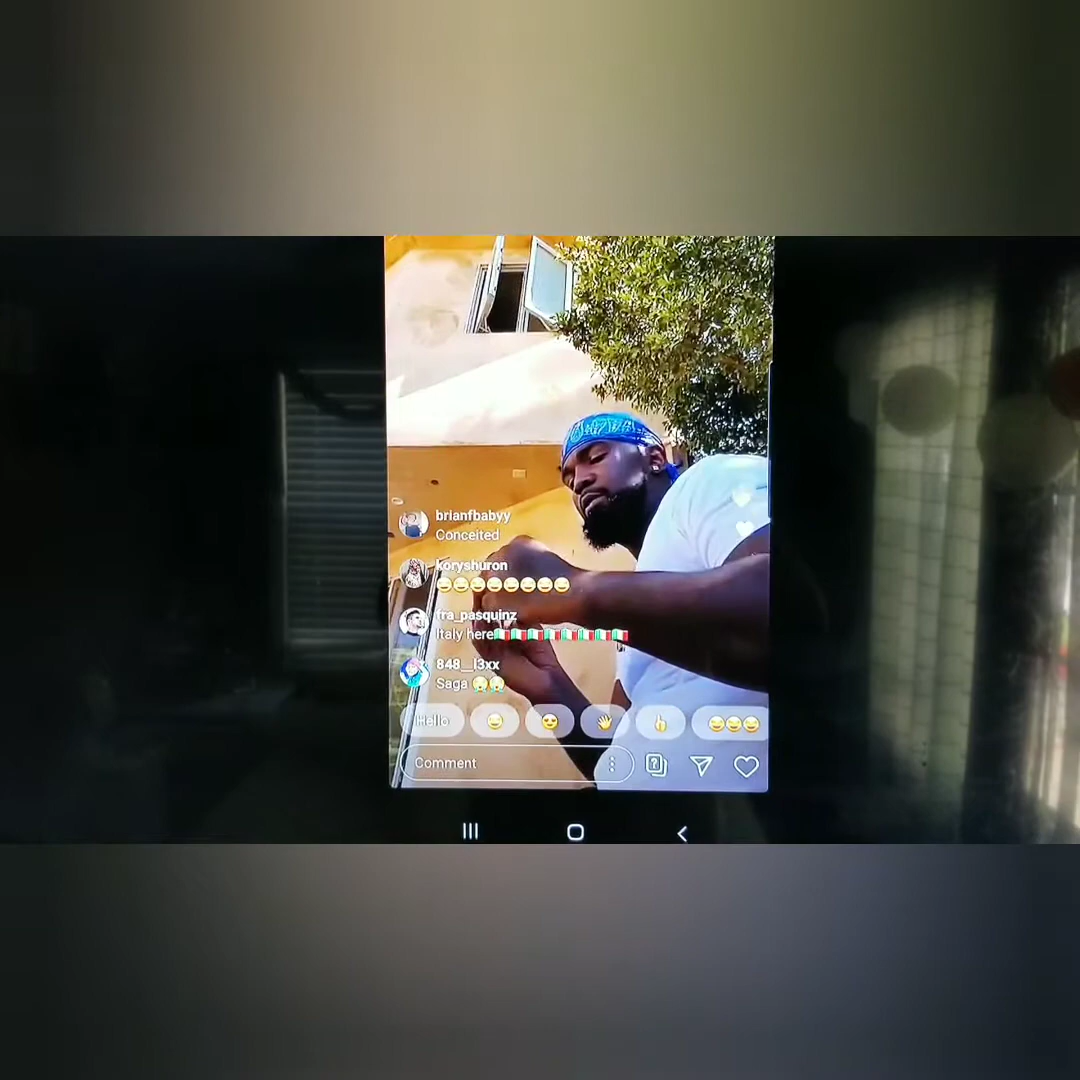 brianfbabyy
Conceited
koryshuron
😂😂😂😂😂😂😂😂
fra_pasquinz
Italy here🇮🇹🇮🇹🇮🇹🇮🇹🇮🇹🇮🇹🇮🇹🇮🇹
848__l3xx
Saga 😭😭
Hello
Comment